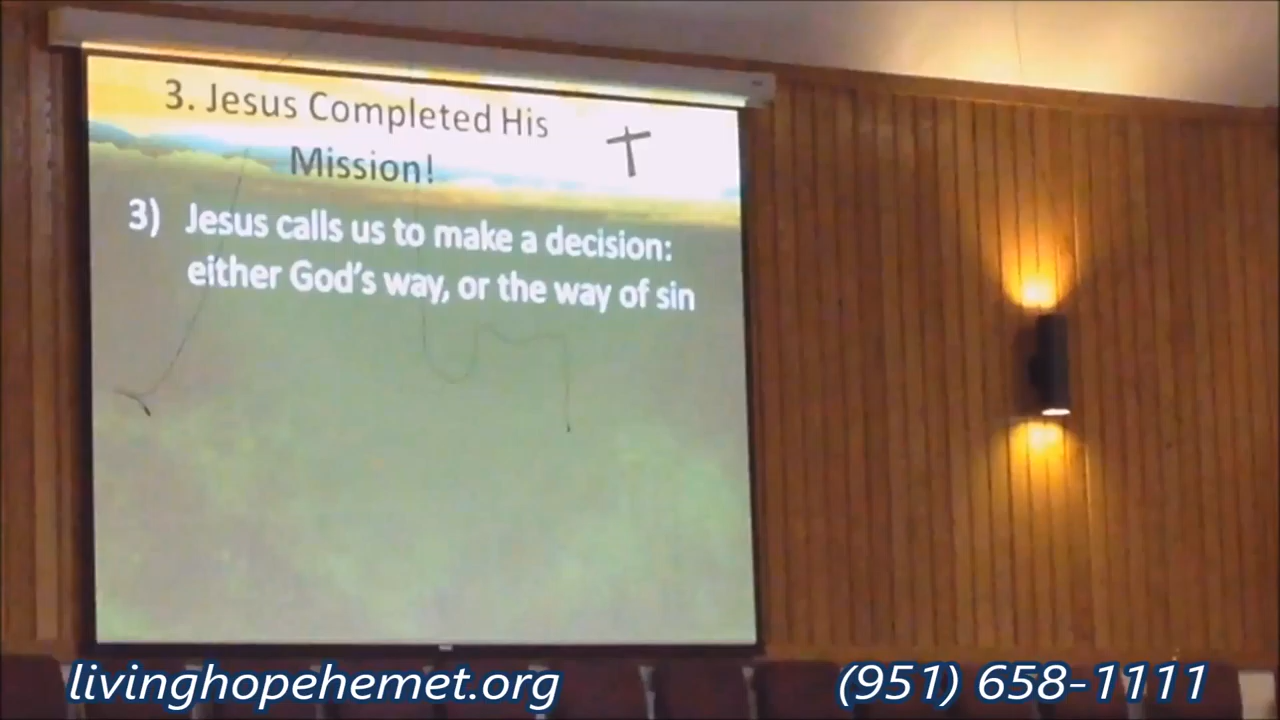 3. Jesus Completed His
Mission!
3) Jesus calls us to make a decision:
either God's way, or the way of sin
livinghopehemet.org
(951) 658-1111